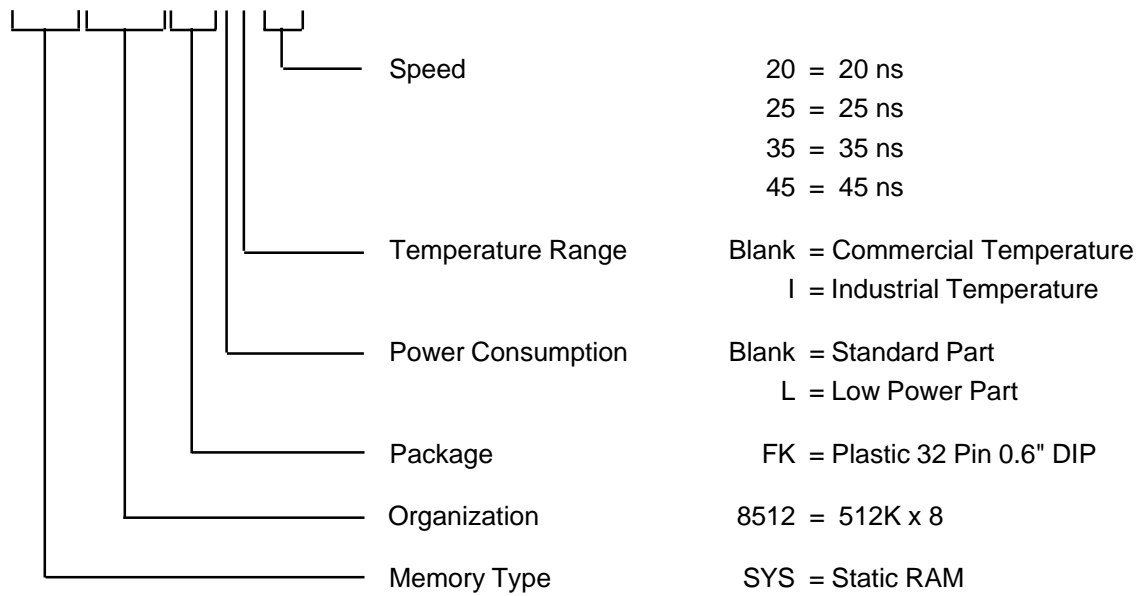 Speed 20 = 20 ns
25 = 25 ns
35 = 35 ns
45 = 45 ns
Temperature Range Blank = Commercial Temperature
I = Industrial Temperature
Power Consumption Blank = Standard Part
L = Low Power Part
Package FK = Plastic 32 Pin 0.6" DIP
Organization 8512 = 512K x 8
Memory Type SYS = Static RAM